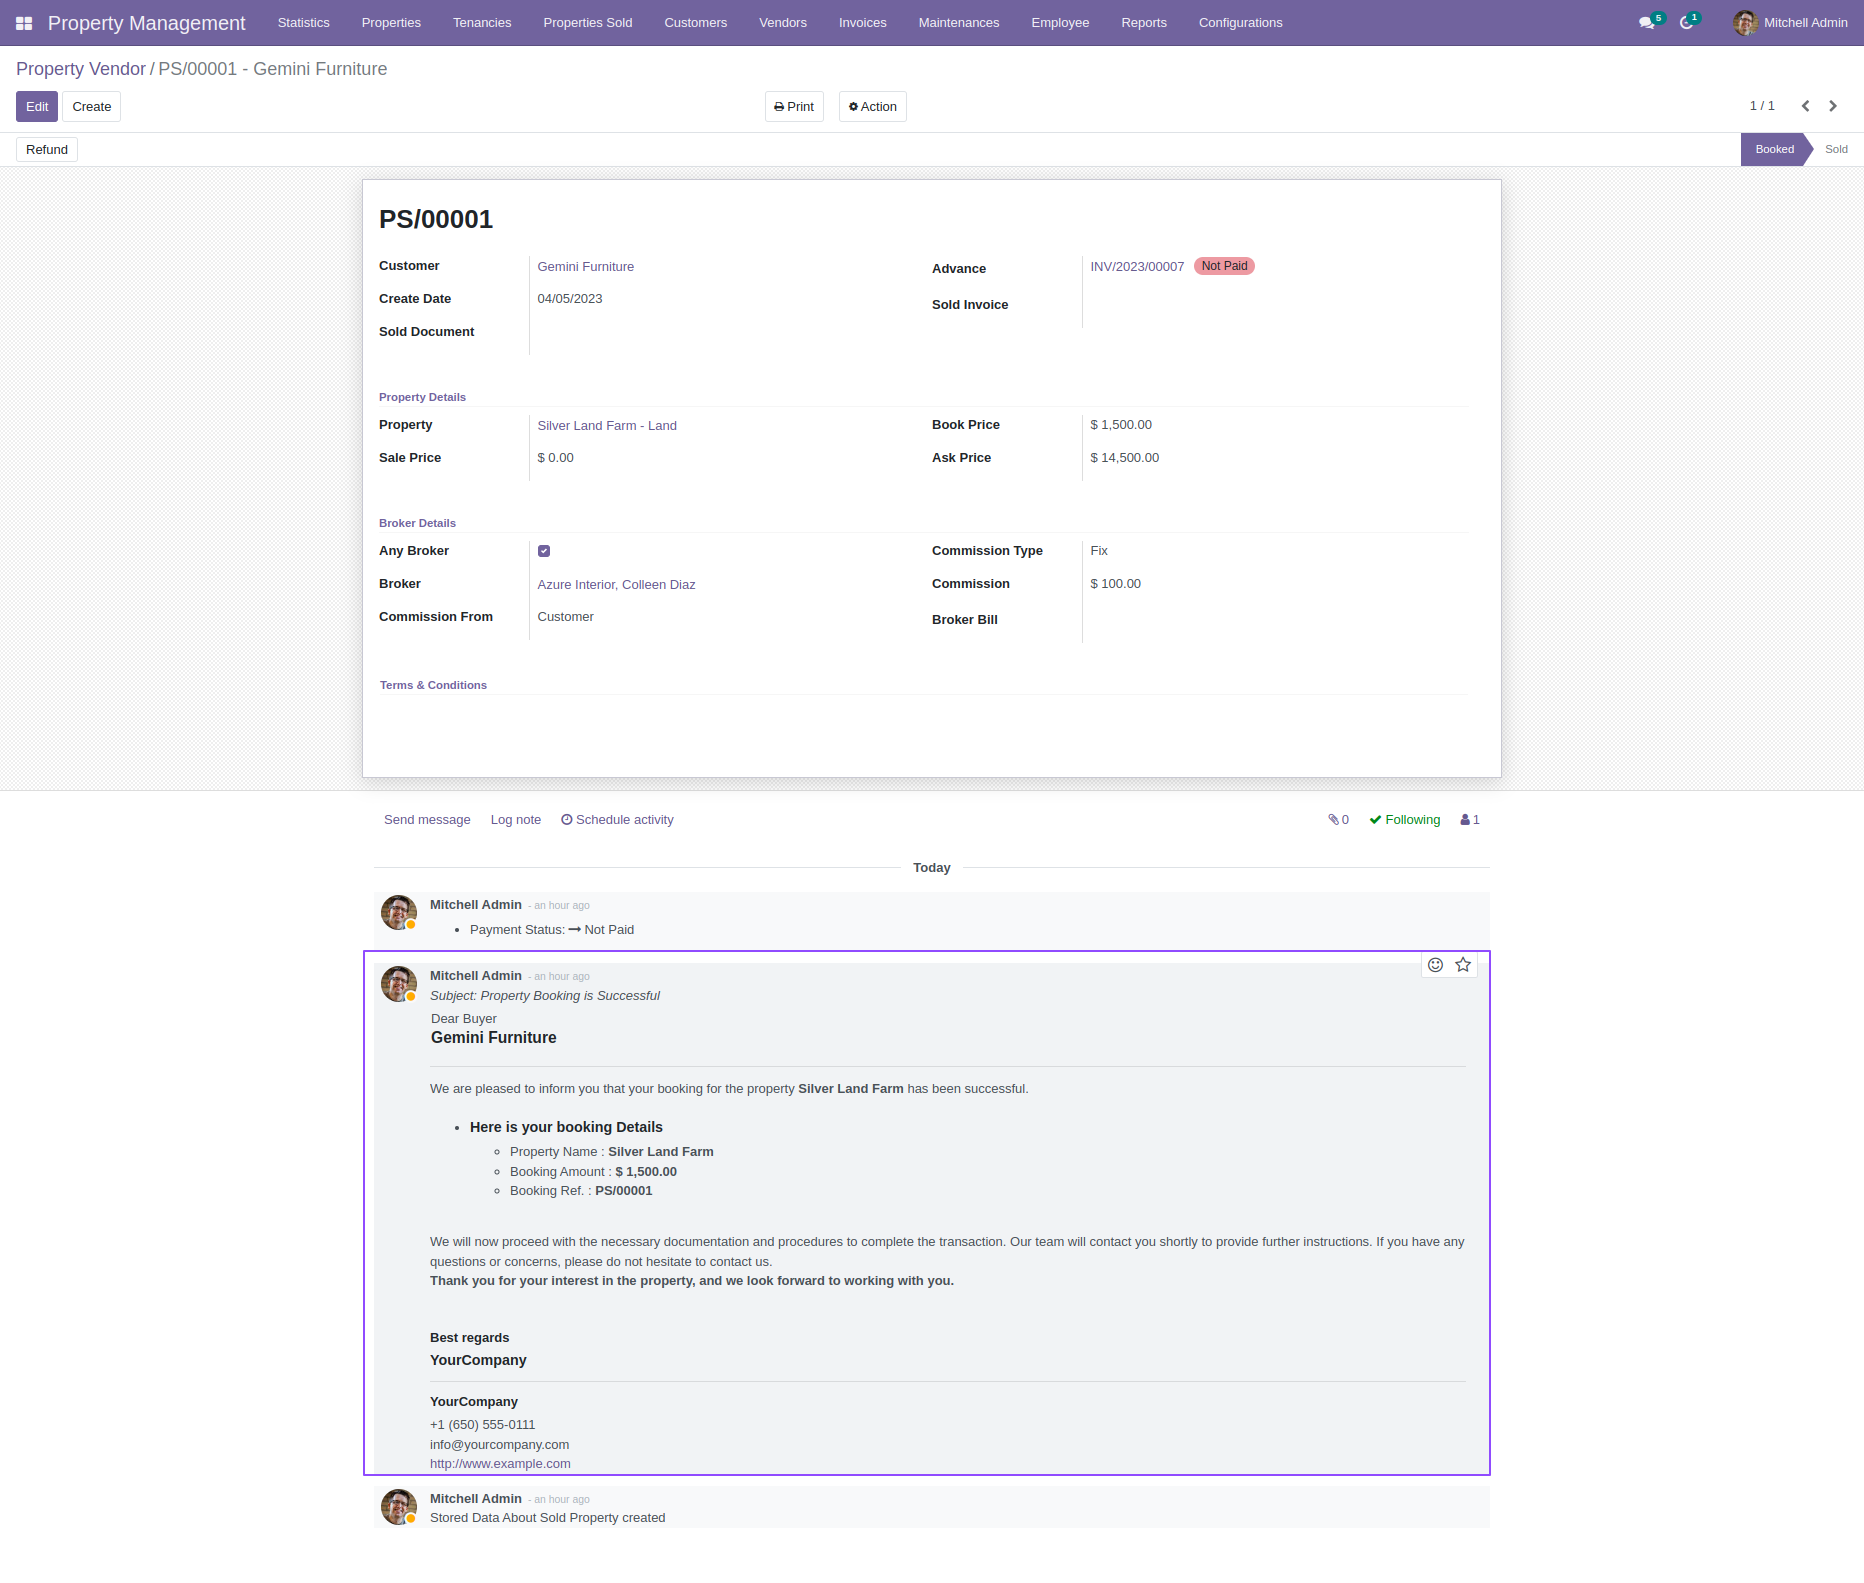 Property Management Statistics Properties Tenancies Properties Sold Customers Vendors Invoices Maintenances Employee Reports Configurations 5 1 Mitchell Admin
Property Vendor / PS/00001 - Gemini Furniture
Edit Create Print Action 1 / 1
Refund Booked Sold
PS/00001
Customer Gemini Furniture Advance INV/2023/00007 Not Paid
Create Date 04/05/2023 Sold Invoice
Sold Document
Property Details
Property Silver Land Farm - Land Book Price $ 1,500.00
Sale Price $ 0.00 Ask Price $ 14,500.00
Broker Details
Any Broker Commission Type Fix
Broker Azure Interior, Colleen Diaz Commission $ 100.00
Commission From Customer Broker Bill
Terms & Conditions
Send message Log note Schedule activity 0 Following 1
Today
Mitchell Admin - an hour ago
• Payment Status: → Not Paid
Mitchell Admin - an hour ago
Subject: Property Booking is Successful
Dear Buyer
Gemini Furniture
We are pleased to inform you that your booking for the property Silver Land Farm has been successful.
• Here is your booking Details
◦ Property Name : Silver Land Farm
◦ Booking Amount : $ 1,500.00
◦ Booking Ref. : PS/00001
We will now proceed with the necessary documentation and procedures to complete the transaction. Our team will contact you shortly to provide further instructions. If you have any
questions or concerns, please do not hesitate to contact us.
Thank you for your interest in the property, and we look forward to working with you.
Best regards
YourCompany
YourCompany
+1 (650) 555-0111
info@yourcompany.com
http://www.example.com
Mitchell Admin - an hour ago
Stored Data About Sold Property created